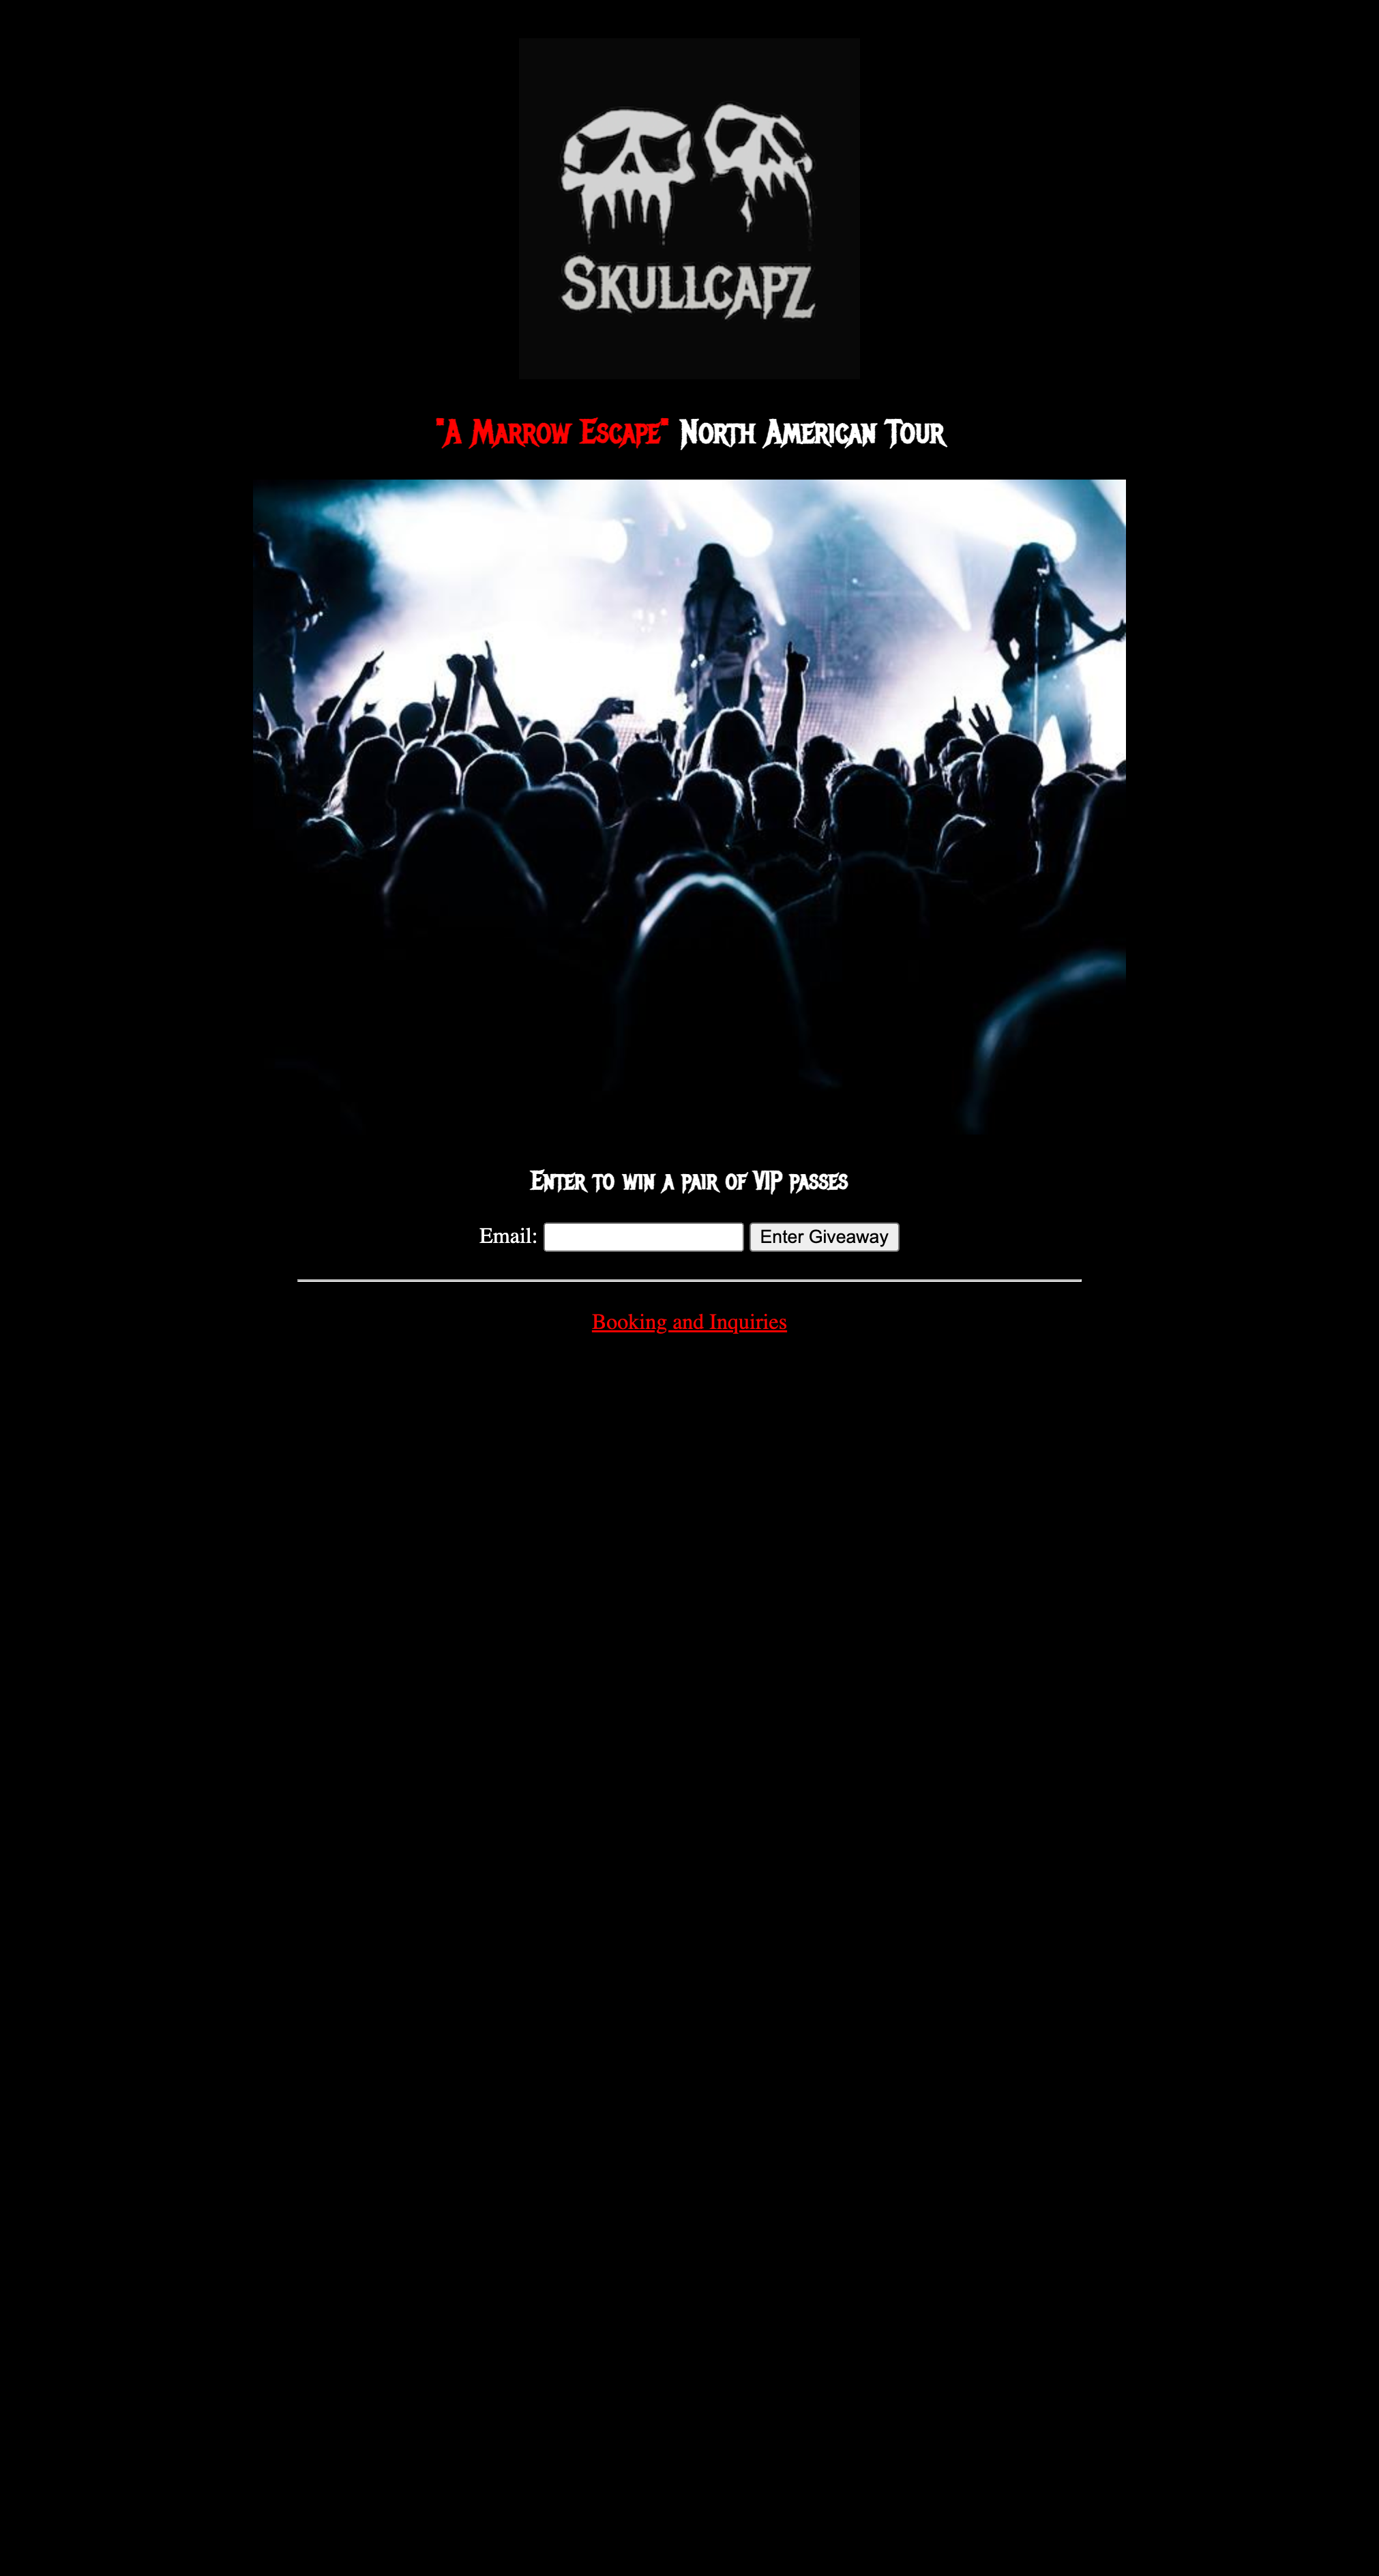 SKULLCAPZ
"A Marrow Escape" North American Tour
Enter to win a pair of VIP passes
Email: Enter Giveaway
Booking and Inquiries